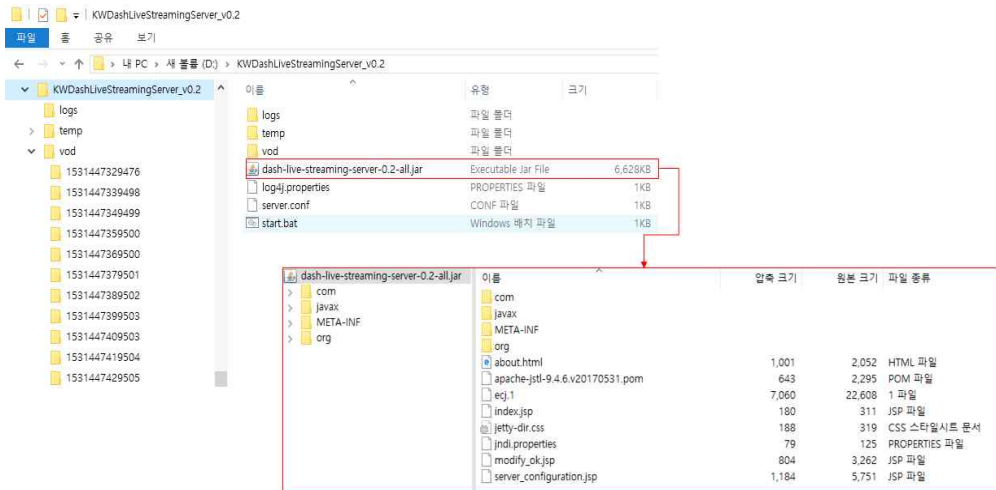 KWDashLiveStreamingServer_v0.2
파일 홈 공유 보기
내 PC > 새 볼륨 (D:) > KWDashLiveStreamingServer_v0.2
KWDashLiveStreamingServer_v0.2
logs
temp
vod
1531447329476
1531447339498
1531447349499
1531447359500
1531447369500
1531447379501
1531447389502
1531447399503
1531447409503
1531447419504
1531447429505
이름 유형 크기
logs 파일 폴더
temp 파일 폴더
vod 파일 폴더
dash-live-streaming-server-0.2-all.jar Executable Jar File 6,628KB
log4j.properties PROPERTIES 파일 1KB
server.conf CONF 파일 1KB
start.bat Windows 배치 파일 1KB
dash-live-streaming-server-0.2-all.jar
com
javax
META-INF
org
이름 압축 크기 원본 크기 파일 종류
com
javax
META-INF
org
about.html 1,001 2,052 HTML 파일
apache-jstl-9.4.6.v20170531.pom 643 2,295 POM 파일
ecj.1 7,060 22,608 1 파일
index.jsp 180 311 JSP 파일
jetty-dir.css 188 319 CSS 스타일시트 문서
jndi.properties 79 125 PROPERTIES 파일
modify_ok.jsp 804 3,262 JSP 파일
server_configuration.jsp 1,184 5,751 JSP 파일